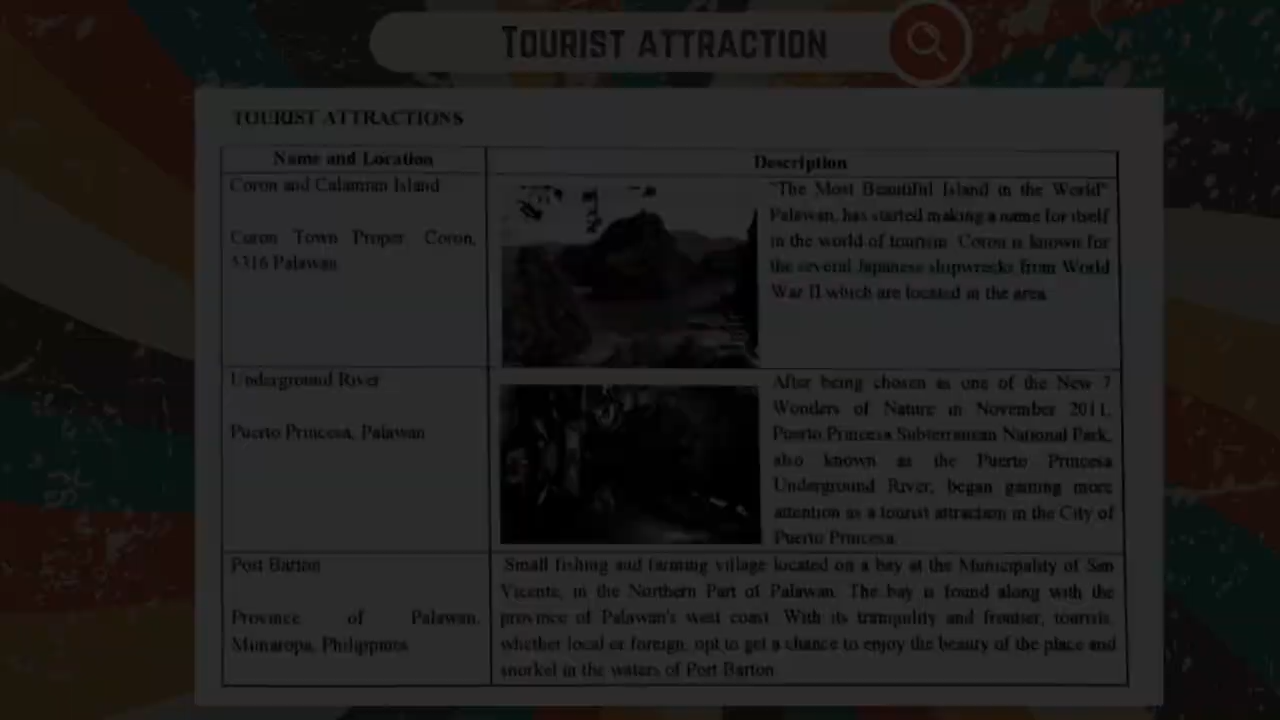 TOURIST ATTRACTION
TOURIST ATTRACTIONS
Name and Location
Description
Coron and Calamian Island
Coron Town Proper, Coron,
5316 Palawan
"The Most Beautiful Island in the World"
Palawan, has started making a name for itself
in the world of tourism. Coron is known for
the several Japanese shipwrecks from World
War II which are located in the area.
Underground River
Puerto Princesa, Palawan
After being chosen as one of the New 7
Wonders of Nature in November 2011,
Puerto Princesa Subterranean National Park,
also known as the Puerto Princesa
Underground River, began gaining more
attention as a tourist attraction in the City of
Puerto Princesa.
Port Barton
Province of Palawan,
Mimaropa, Philippines
Small fishing and farming village located on a bay at the Municipality of San
Vicente, in the Northern Part of Palawan. The bay is found along with the
province of Palawan's west coast. With its tranquility and frontier, tourists,
whether local or foreign, opt to get a chance to enjoy the beauty of the place and
snorkel in the waters of Port Barton.